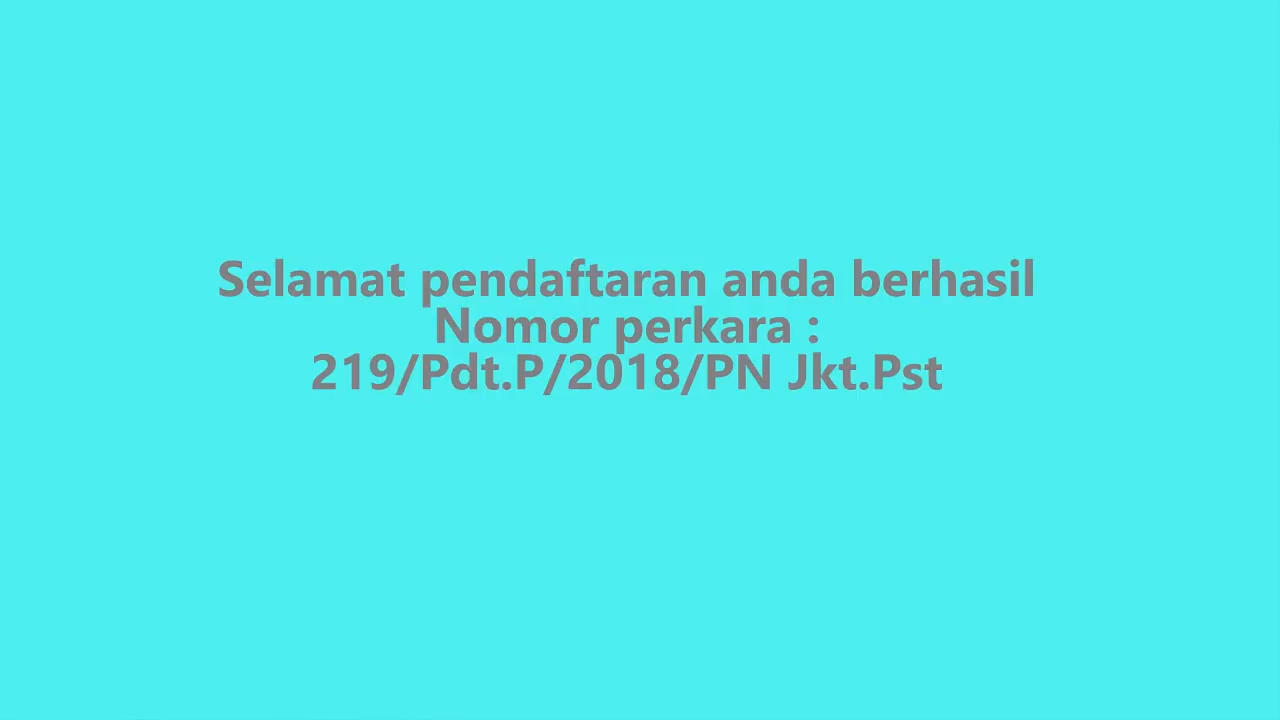 Selamat pendaftaran anda berhasil
Nomor perkara :
219/Pdt.P/2018/PN Jkt.Pst